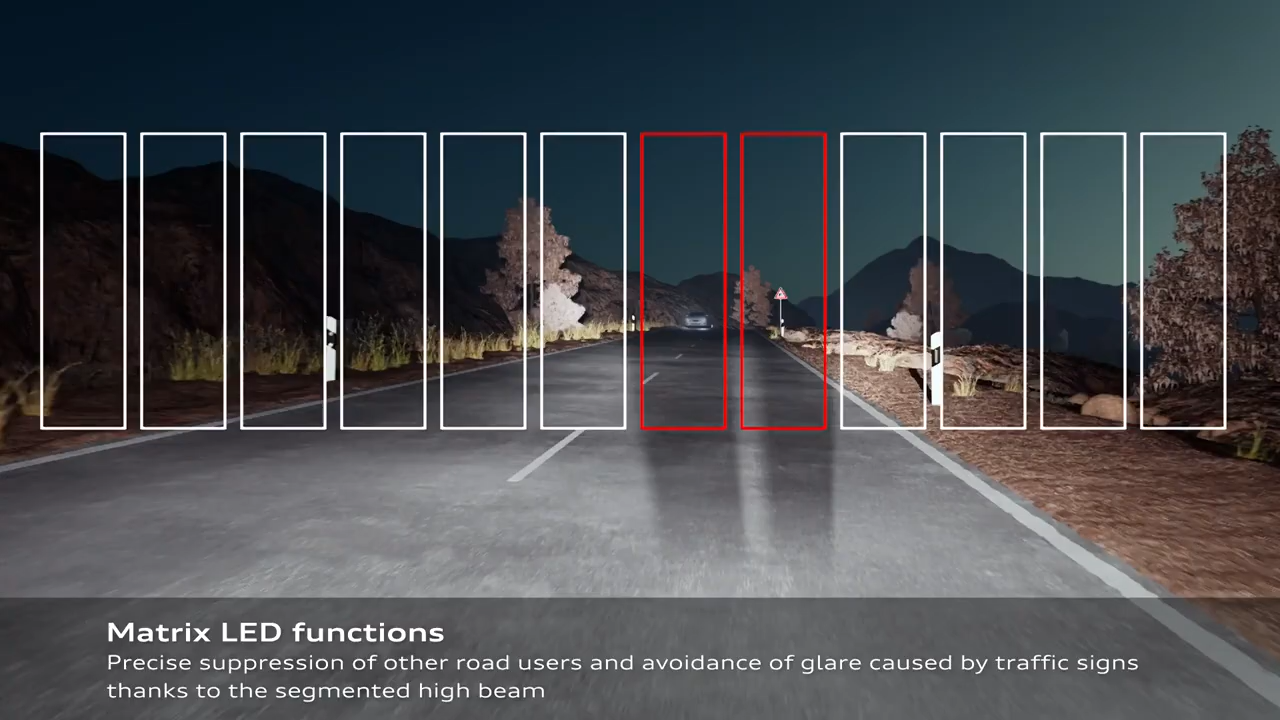 Matrix LED functions
Precise suppression of other road users and avoidance of glare caused by traffic signs
thanks to the segmented high beam